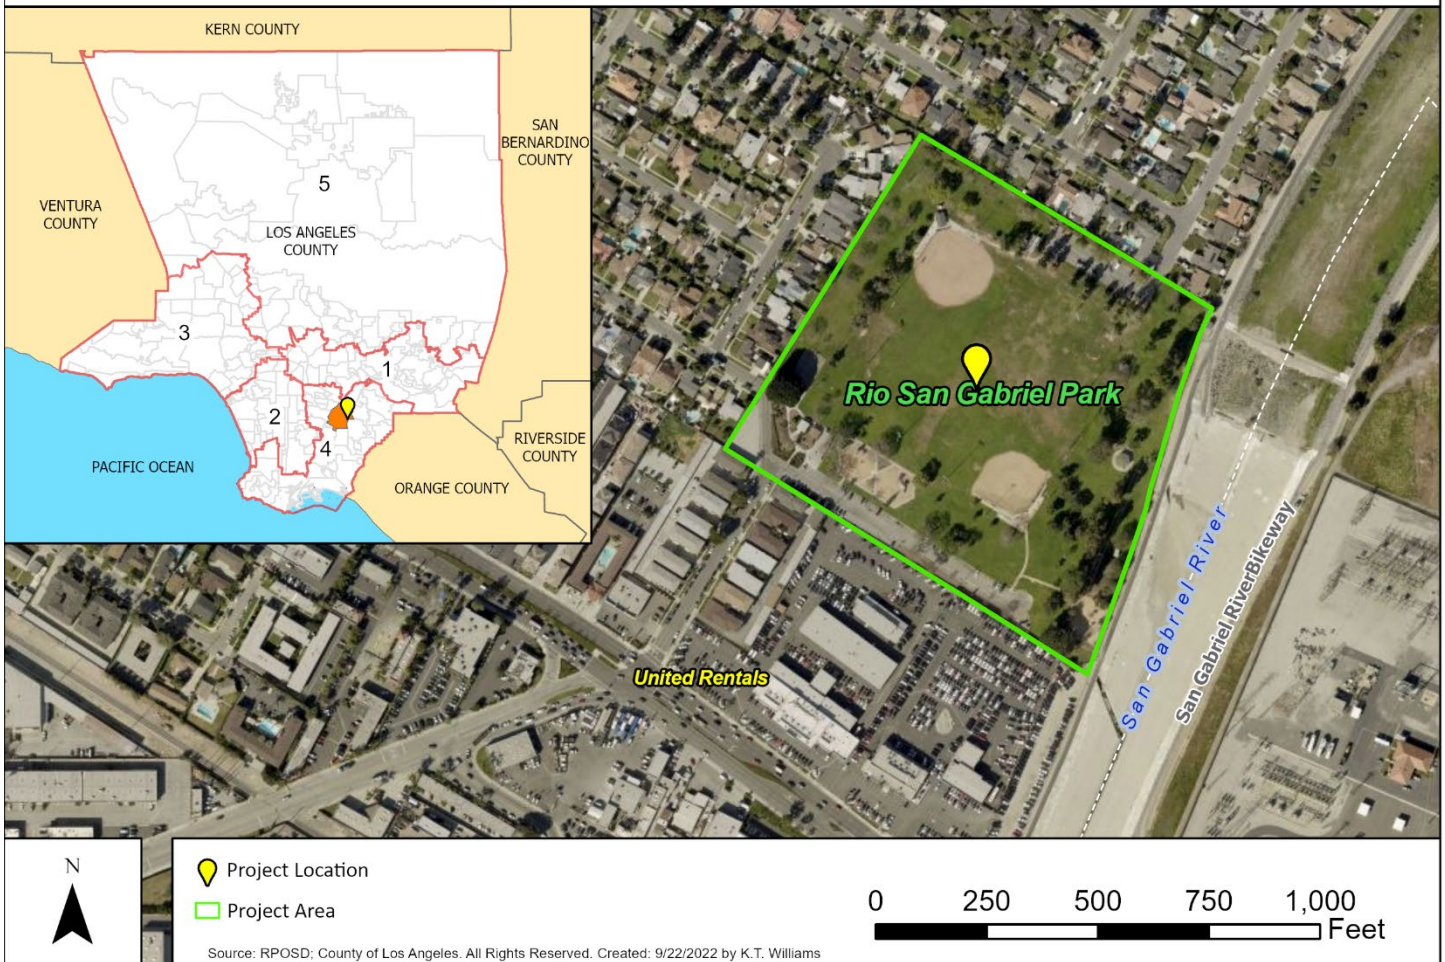 KERN COUNTY
SAN
BERNARDINO
COUNTY
VENTURA
COUNTY
5
LOS ANGELES
COUNTY
3
1
2
4
PACIFIC OCEAN
ORANGE COUNTY
RIVERSIDE
COUNTY
Rio San Gabriel Park
United Rentals
San Gabriel River
San Gabriel RiverBikeway
N
Project Location
Project Area
0 250 500 750 1,000
Feet
Source: RPOSD; County of Los Angeles. All Rights Reserved. Created: 9/22/2022 by K.T. Williams